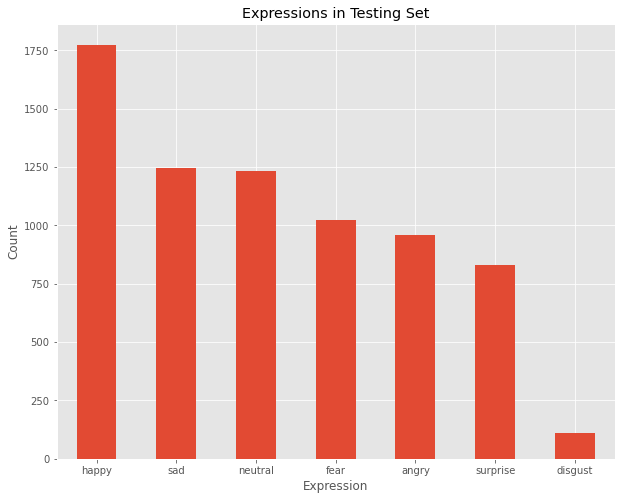 Expressions in Testing Set
Count
1750
1500
1250
1000
750
500
250
0
happy sad neutral fear angry surprise disgust
Expression